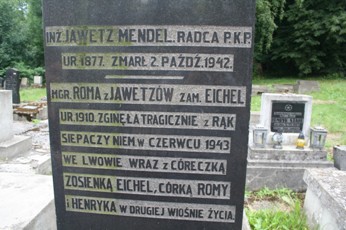 INŻ. JAWETZ MENDEL. RADCA P.K.P.
UR 1877. ZMARŁ 2. PAŹDŹ. 1942.
MGR. ROMA z JAWETZÓW ZAM. EICHEL
UR. 1910. ZGINĘŁA TRAGICZNIE z RĄK
SIEPACZY NIEM. W CZERWCU 1943
WE LWOWIE WRAZ z CÓRECZKĄ
ZOSIENKĄ EICHEL, CÓRKĄ ROMY
i HENRYKA W DRUGIEJ WIOŚNIE ŻYCIA.